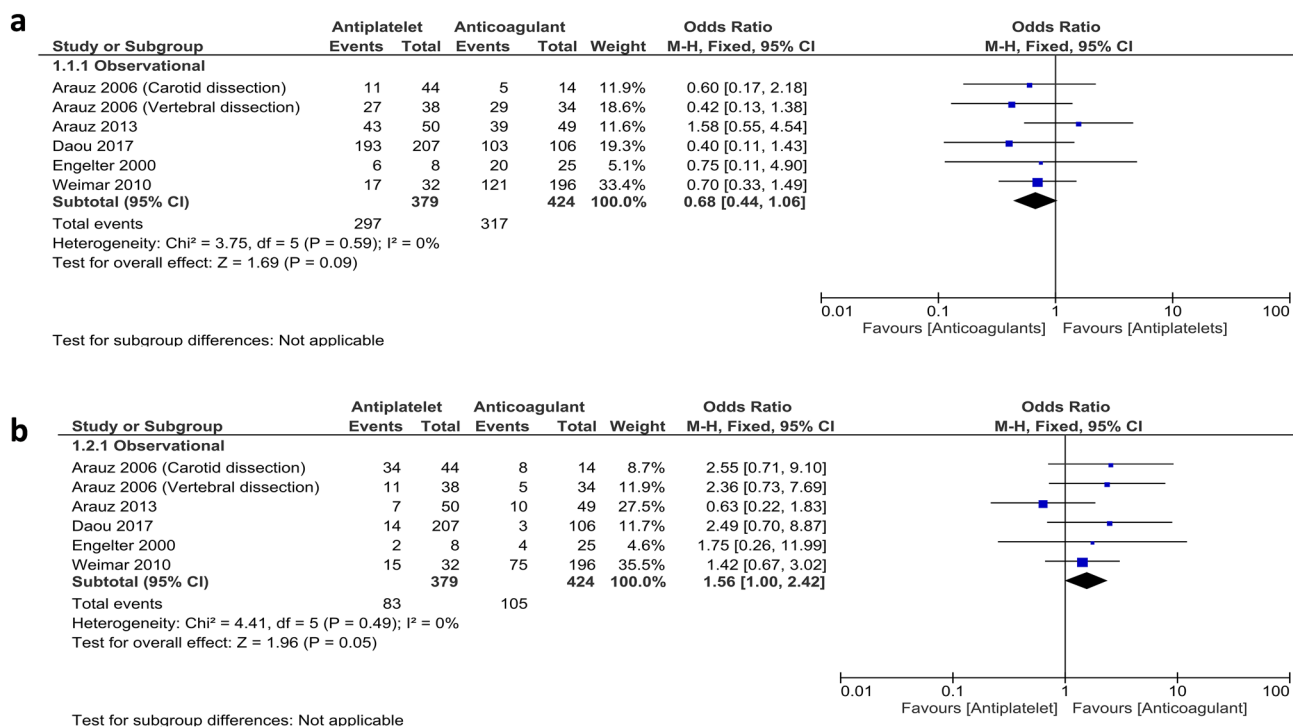 a
Antiplatelet Anticoagulant Odds Ratio Odds Ratio
Study or Subgroup Events Total Events Total Weight M-H, Fixed, 95% CI M-H, Fixed, 95% CI
1.1.1 Observational
Arauz 2006 (Carotid dissection) 11 44 5 14 11.9% 0.60 [0.17, 2.18]
Arauz 2006 (Vertebral dissection) 27 38 29 34 18.6% 0.42 [0.13, 1.38]
Arauz 2013 43 50 39 49 11.6% 1.58 [0.55, 4.54]
Daou 2017 193 207 103 106 19.3% 0.40 [0.11, 1.43]
Engelter 2000 6 8 20 25 5.1% 0.75 [0.11, 4.90]
Weimar 2010 17 32 121 196 33.4% 0.70 [0.33, 1.49]
Subtotal (95% CI) 379 424 100.0% 0.68 [0.44, 1.06]
Total events 297 317
Heterogeneity: Chi² = 3.75, df = 5 (P = 0.59); I² = 0%
Test for overall effect: Z = 1.69 (P = 0.09)
0.01 0.1 1 10 100
Favours [Anticoagulants] Favours [Antiplatelets]
Test for subgroup differences: Not applicable
b
Antiplatelet Anticoagulant Odds Ratio Odds Ratio
Study or Subgroup Events Total Events Total Weight M-H, Fixed, 95% CI M-H, Fixed, 95% CI
1.2.1 Observational
Arauz 2006 (Carotid dissection) 34 44 8 14 8.7% 2.55 [0.71, 9.10]
Arauz 2006 (Vertebral dissection) 11 38 5 34 11.9% 2.36 [0.73, 7.69]
Arauz 2013 7 50 10 49 27.5% 0.63 [0.22, 1.83]
Daou 2017 14 207 3 106 11.7% 2.49 [0.70, 8.87]
Engelter 2000 2 8 4 25 4.6% 1.75 [0.26, 11.99]
Weimar 2010 15 32 75 196 35.5% 1.42 [0.67, 3.02]
Subtotal (95% CI) 379 424 100.0% 1.56 [1.00, 2.42]
Total events 83 105
Heterogeneity: Chi² = 4.41, df = 5 (P = 0.49); I² = 0%
Test for overall effect: Z = 1.96 (P = 0.05)
0.01 0.1 1 10 100
Favours [Antiplatelet] Favours [Anticoagulant]
Test for subgroup differences: Not applicable